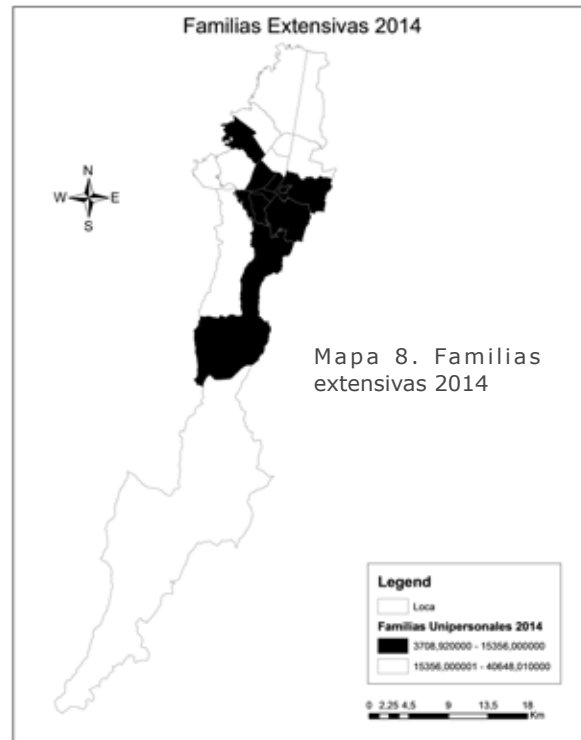 Familias Extensivas 2014
N
W E
S
Mapa 8. Familias
extensivas 2014
Legend
Loca
Familias Unipersonales 2014
3708,920000 - 15356,000000
15356,000001 - 40648,010000
0 2,25 4,5 9 13,5 18
Km